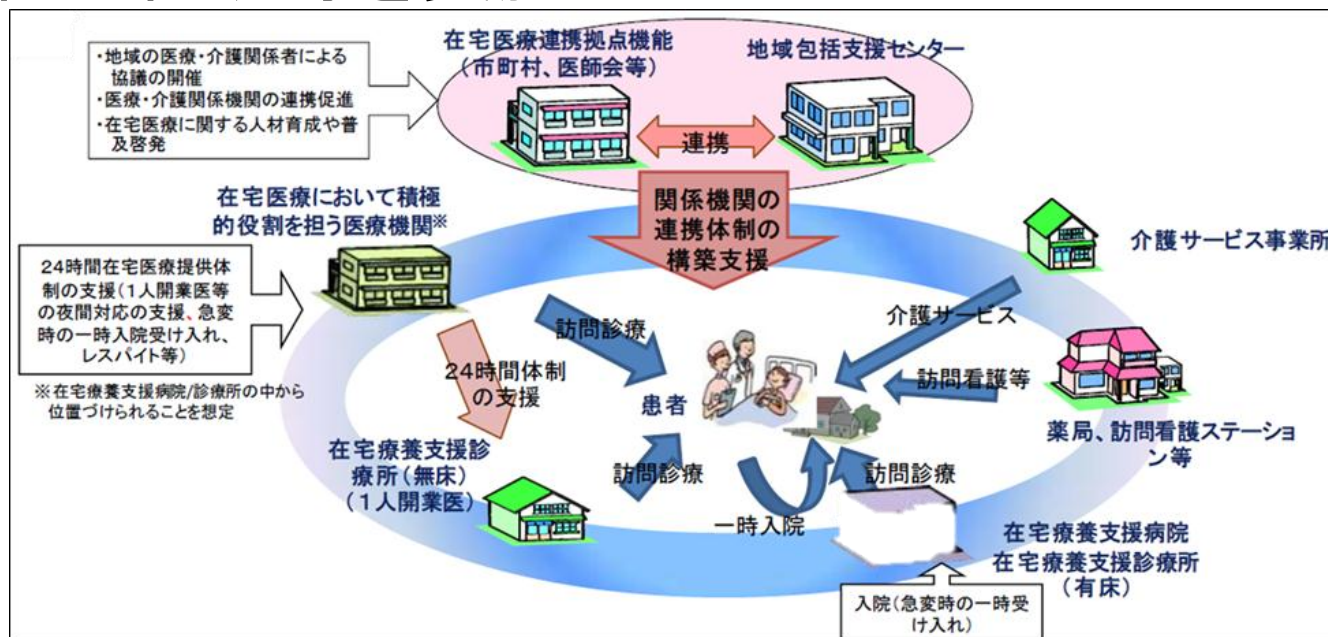 ・地域の医療・介護関係者による
協議の開催
・医療・介護関係機関の連携促進
・在宅医療に関する人材育成や普
及啓発
在宅医療連携拠点機能
（市町村、医師会等）
地域包括支援センター
連携
関係機関の
連携体制の
構築支援
在宅医療において積極
的役割を担う医療機関※
24時間在宅医療提供体
制の支援（1人開業医等
の夜間対応の支援、急変
時の一時入院受け入れ、
レスパイト等）
※在宅療養支援病院/診療所の中から
位置づけられることを想定
介護サービス事業所
訪問診療
介護サービス
24時間体制
の支援
訪問看護等
患者
薬局、訪問看護ステーショ
ン等
在宅療養支援診
療所（無床）
（1人開業医）
訪問診療
訪問診療
一時入院
在宅療養支援病院
在宅療養支援診療所
（有床）
入院（急変時の一時受
け入れ）